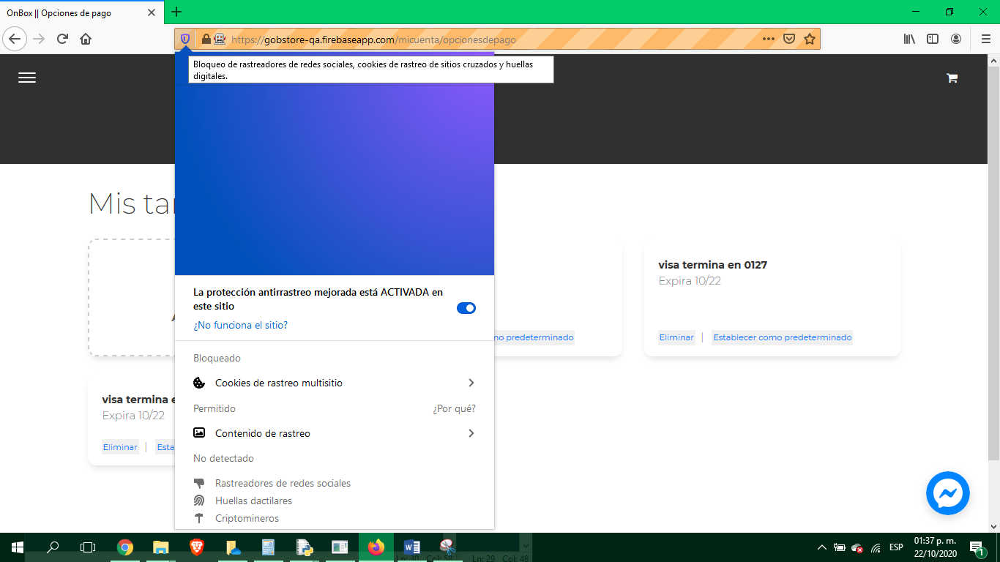 OnBox || Opciones de pago
https://gobstore-qa.firebaseapp.com/micuenta/opcionesdepago
Bloqueo de rastreadores de redes sociales, cookies de rastreo de sitios cruzados y huellas
digitales.
Mis ta
La protección antirrastreo mejorada está ACTIVADA en
este sitio
¿No funciona el sitio?
Bloqueado
Cookies de rastreo multisitio
Permitido ¿Por qué?
Contenido de rastreo
No detectado
Rastreadores de redes sociales
Huellas dactilares
Criptomineros
mo predeterminado
visa termina en 0127
Expira 10/22
Eliminar | Establecer como predeterminado
visa termina e
Expira 10/22
Eliminar | Esta
Ln: 30 Col: 58 Ln: 29 Col: 48
ESP
01:37 p. m.
22/10/2020
1